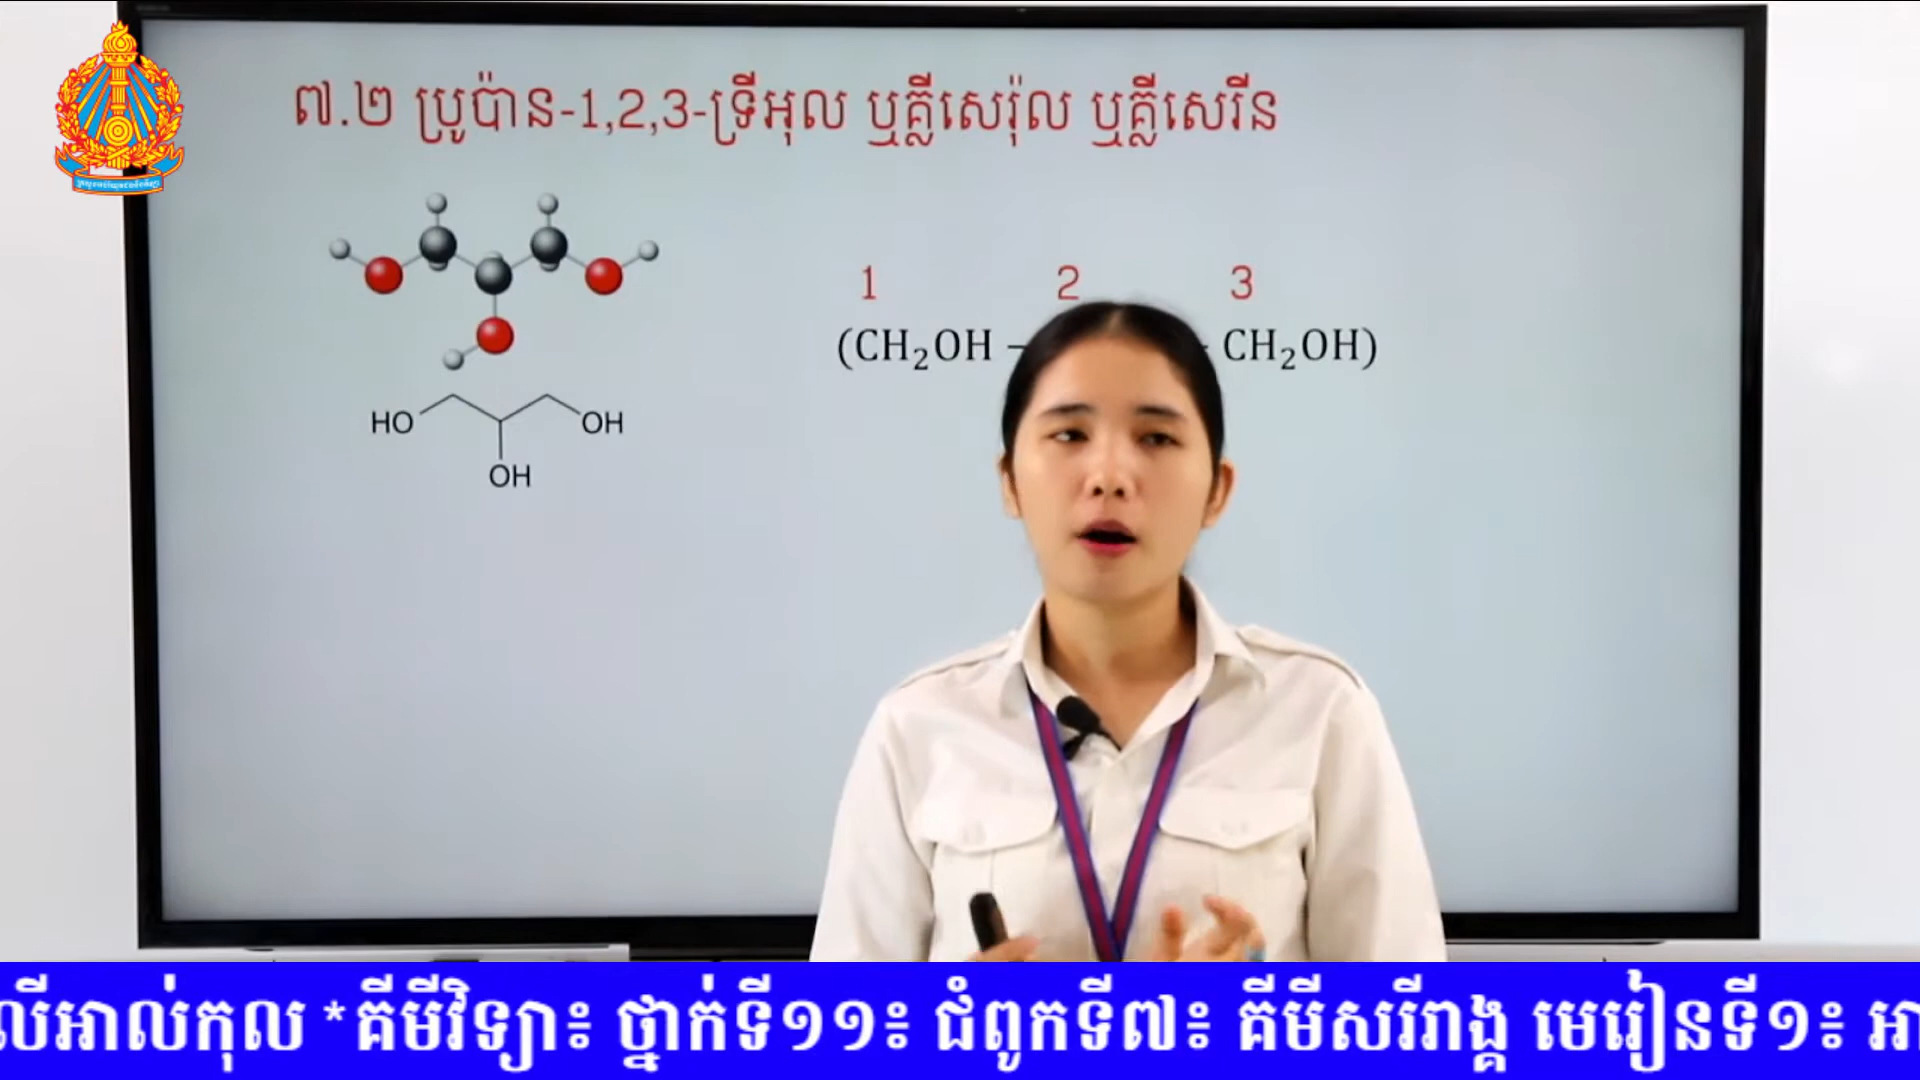 ៧.២ ប្រូប៉ាន-1,2,3-ទ្រីអុល ឬគ្លីសេរ៉ុល ឬគ្លីសេរីន
1 2 3
(CH₂OH – - CH₂OH)
HO OH
OH
លីអាល់កុល *គីមីវិទ្យា៖ ថ្នាក់ទី១១៖ ជំពូកទី៧៖ គីមីសរីរាង្គ មេរៀនទី១៖ អា